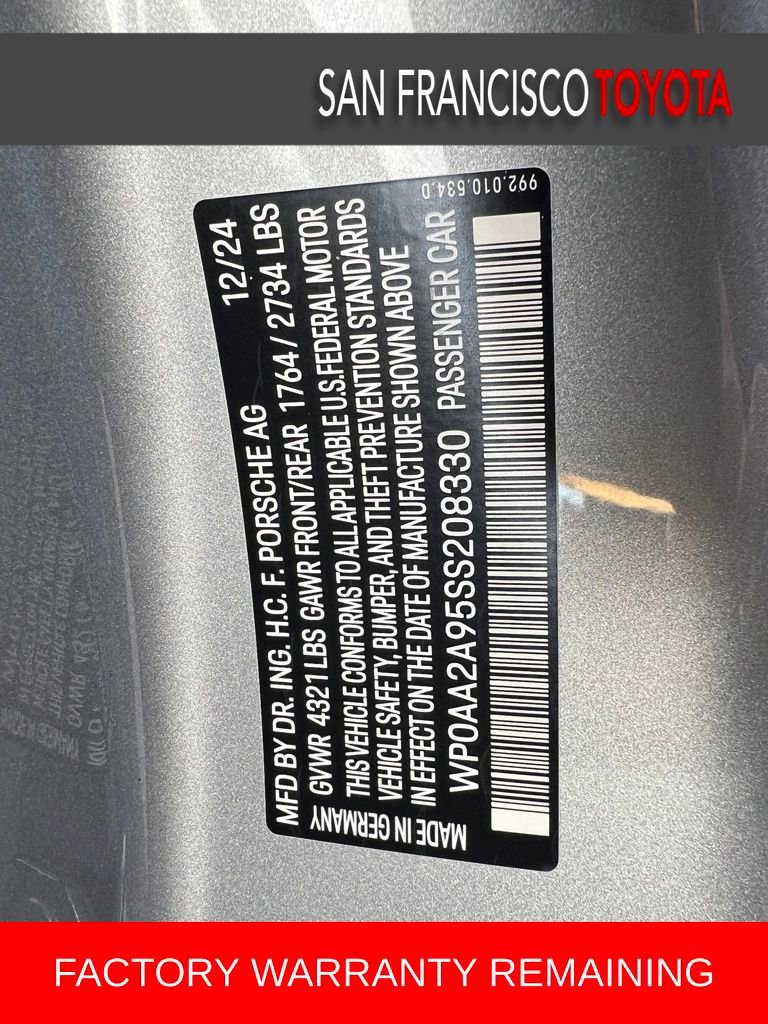 SAN FRANCISCO TOYOTA
992.010.534.0
MFD BY DR. ING. H.C. F. PORSCHE AG 12/24
GVWR 4321 LBS GAWR FRONT/REAR 1764 / 2734 LBS
THIS VEHICLE CONFORMS TO ALL APPLICABLE U.S. FEDERAL MOTOR
VEHICLE SAFETY, BUMPER, AND THEFT PREVENTION STANDARDS
IN EFFECT ON THE DATE OF MANUFACTURE SHOWN ABOVE
WP0AA2A95SS208330 PASSENGER CAR
MADE IN GERMANY
FACTORY WARRANTY REMAINING